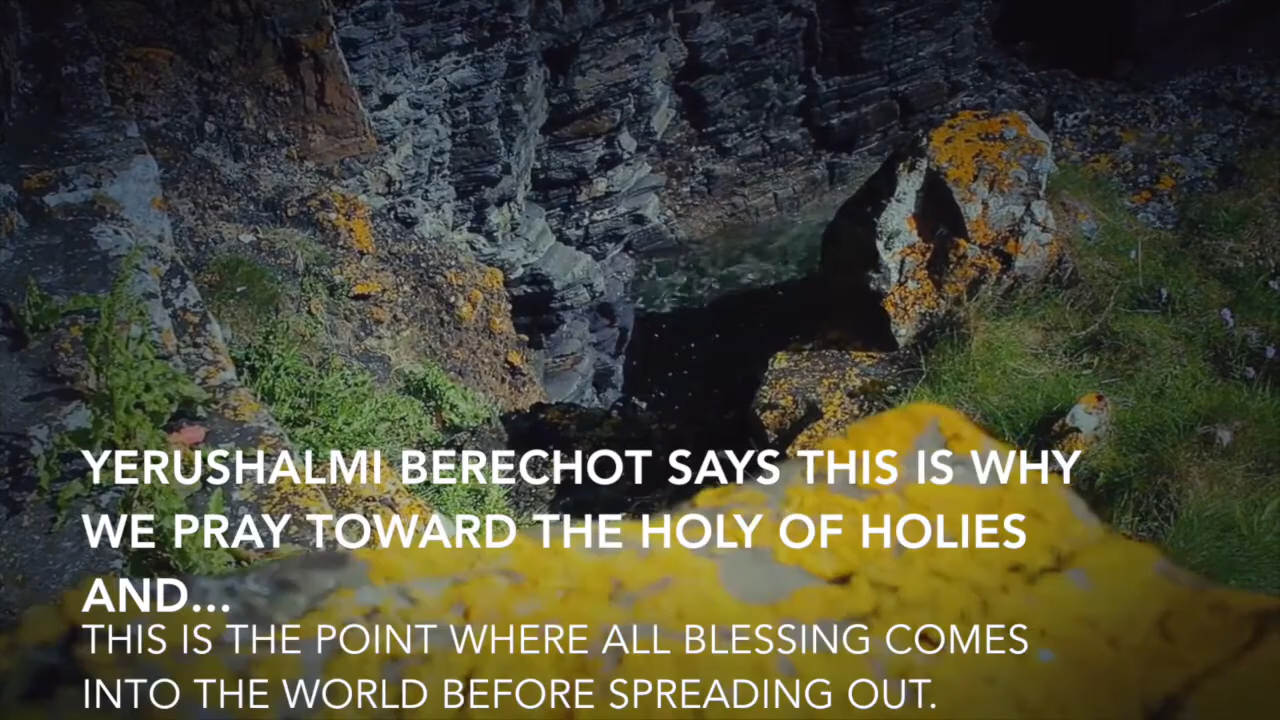 YERUSHALMI BERECHOT SAYS THIS IS WHY
WE PRAY TOWARD THE HOLY OF HOLIES
AND...
THIS IS THE POINT WHERE ALL BLESSING COMES
INTO THE WORLD BEFORE SPREADING OUT.